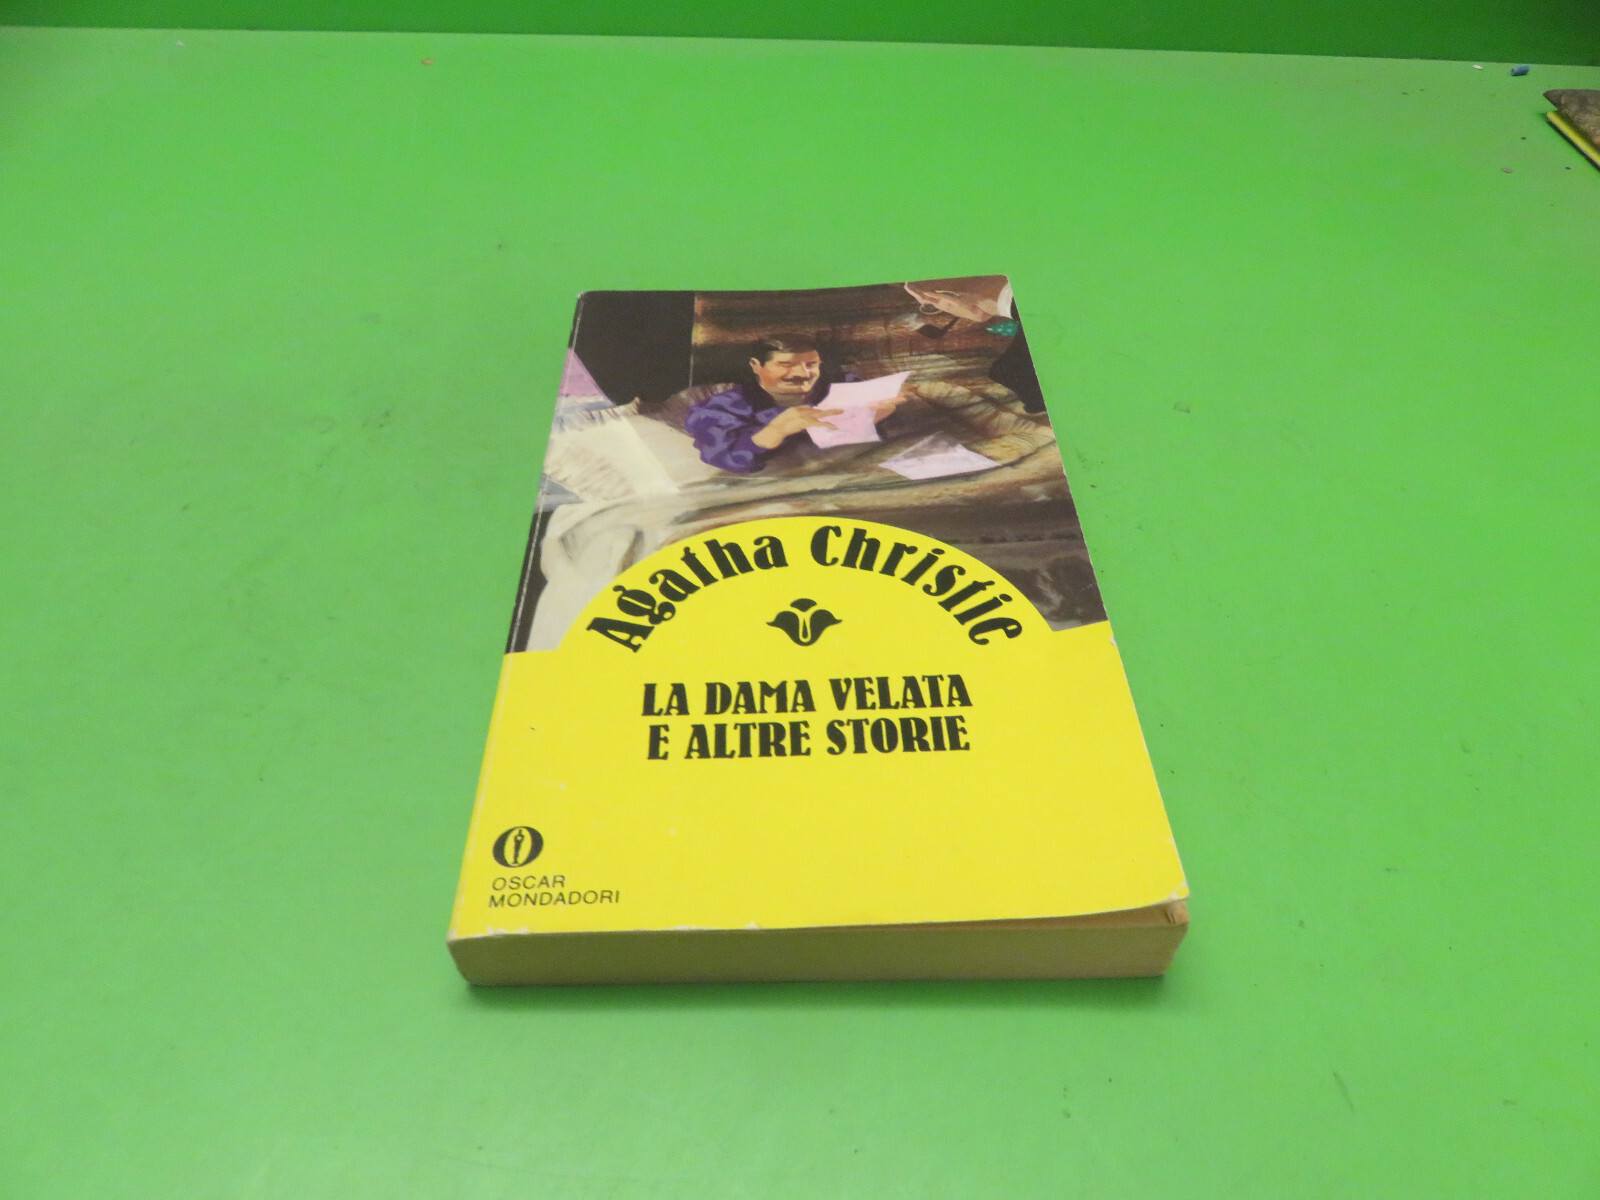 Agatha Christie
LA DAMA VELATA
E ALTRE STORIE
OSCAR
MONDADORI